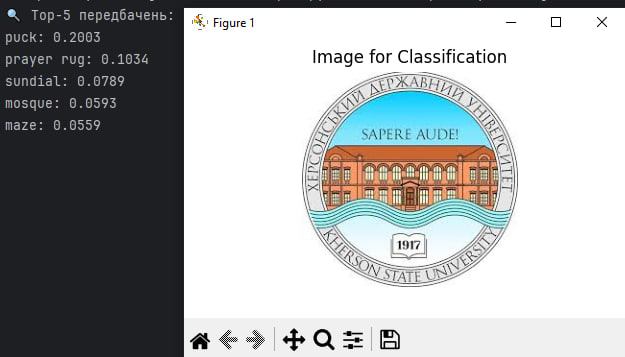 🔍 Top-5 передбачень:
puck: 0.2003
prayer rug: 0.1034
sundial: 0.0789
mosque: 0.0593
maze: 0.0559
Figure 1
Image for Classification
ХЕРСОНСЬКИЙ ДЕРЖАВНИЙ УНІВЕРСИТЕТ
SAPERE AUDE!
1917
KHERSON STATE UNIVERSITY